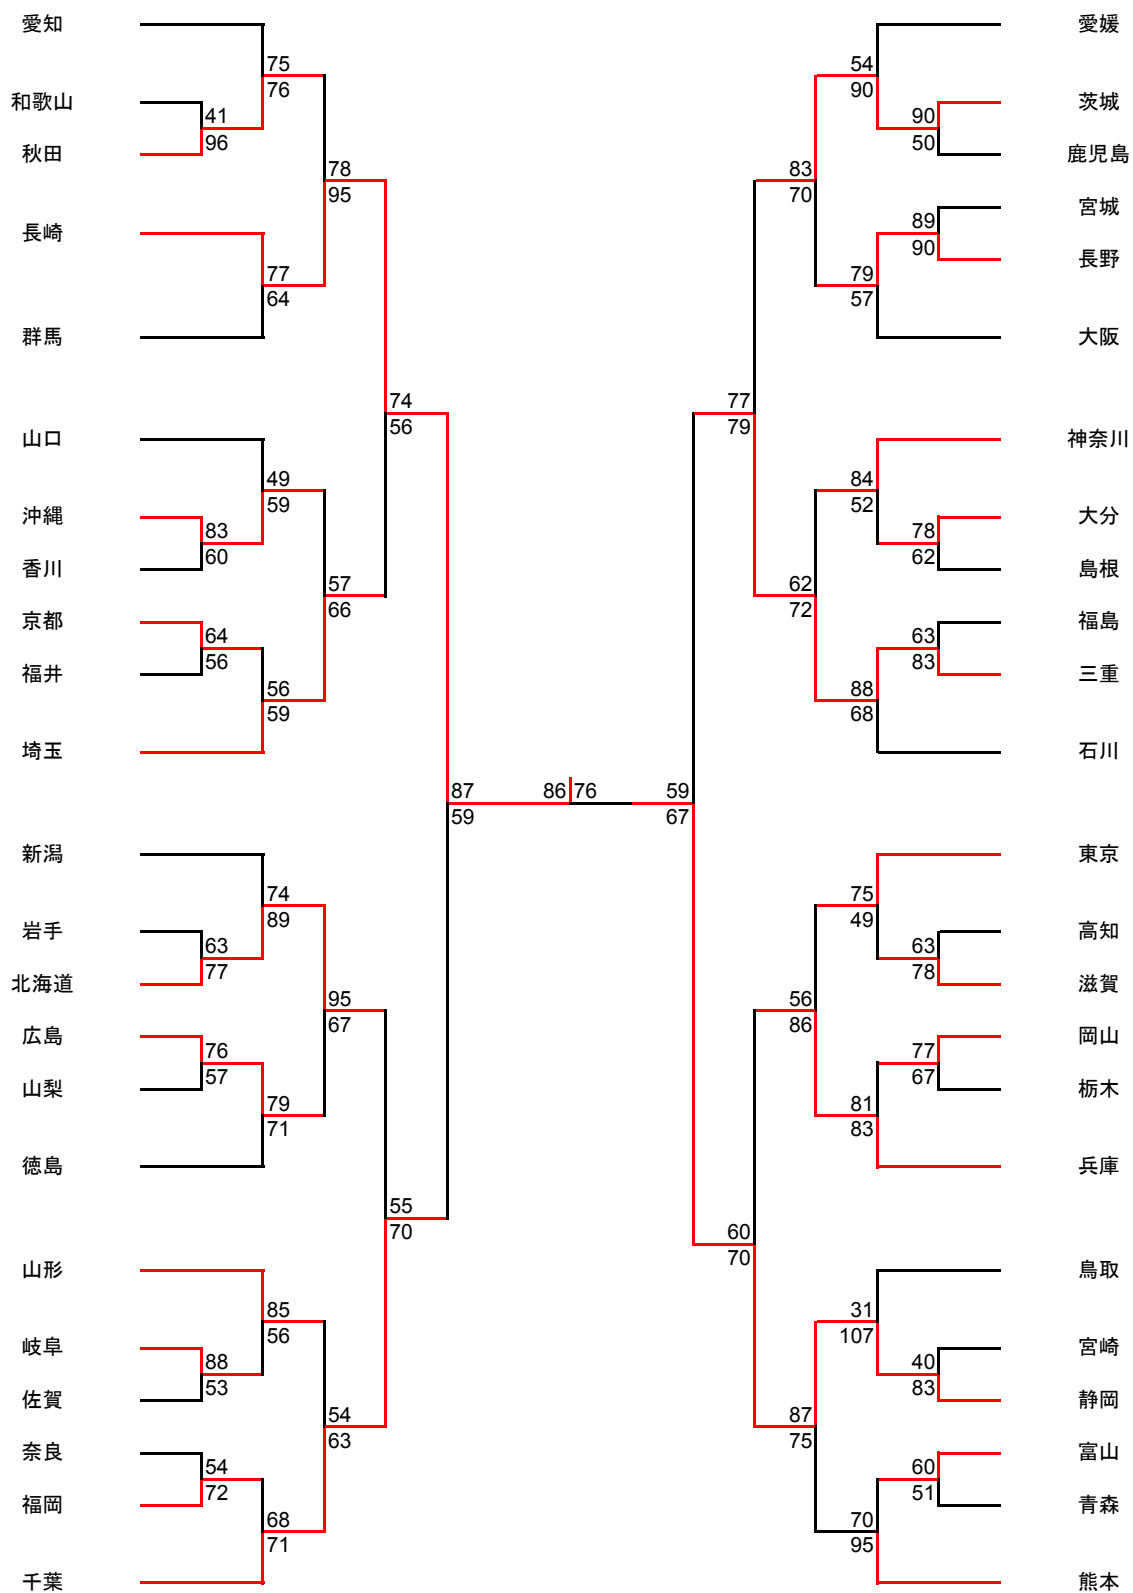 愛知 愛媛
75 54
76 90
和歌山 茨城
41 90
96 50
秋田 鹿児島
78 83
95 70
宮城
89
長崎 90
長野
77 79
64 57
群馬 大阪
74 77
56 79
山口 神奈川
49 84
59 52
沖縄 大分
83 78
60 62
香川 島根
57 62
66 72
京都 福島
64 63
56 83
福井 三重
56 88
59 68
埼玉 石川
87 86 76 59
59 67
新潟 東京
74 75
89 49
岩手 高知
63 63
77 78
北海道 滋賀
95 56
67 86
広島 岡山
76 77
57 67
山梨 栃木
79 81
71 83
徳島 兵庫
55 60
70 70
山形 鳥取
85 31
56 107
岐阜 宮崎
88 40
53 83
佐賀 静岡
54 87
63 75
奈良 富山
54 60
72 51
福岡 青森
68 70
71 95
千葉 熊本